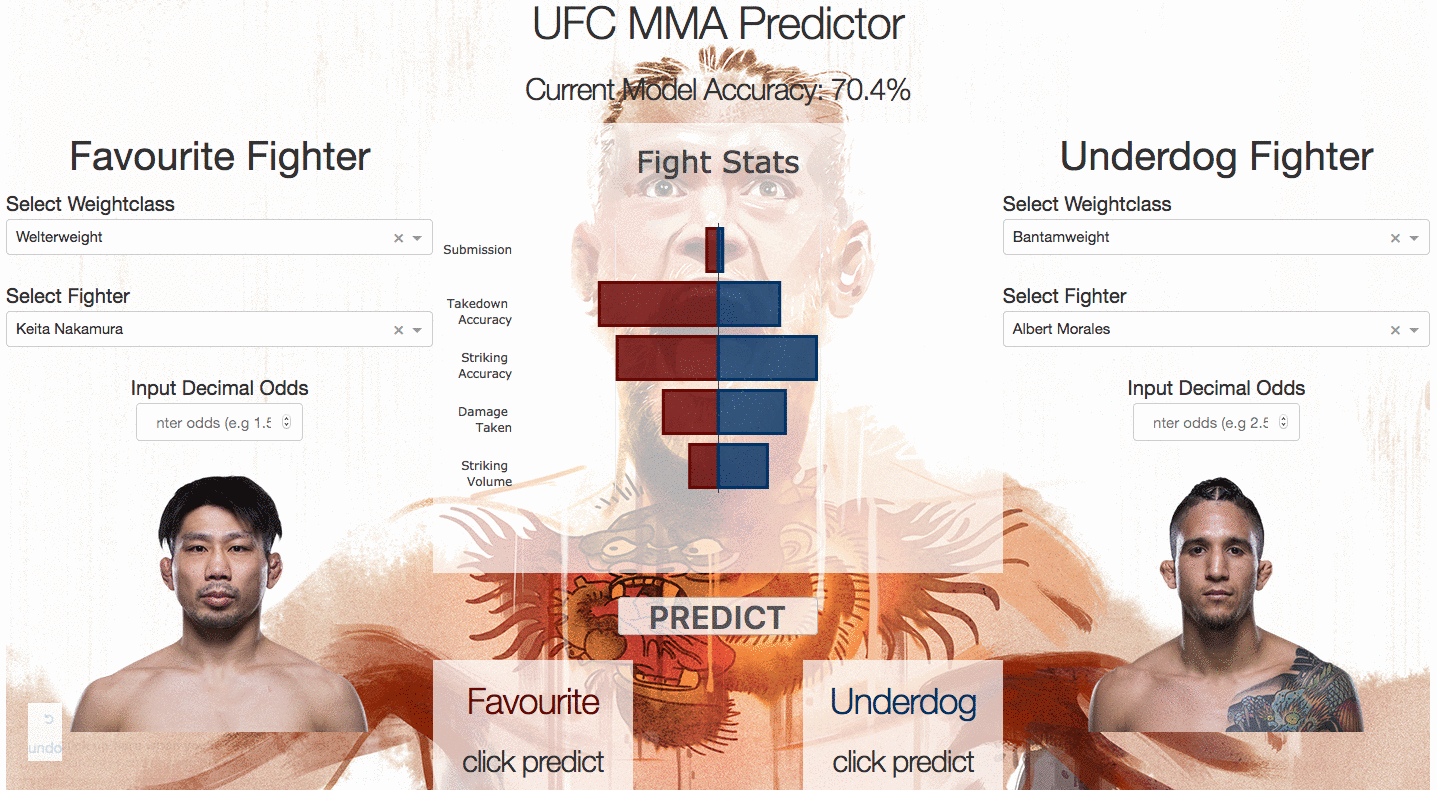 UFC MMA Predictor
Current Model Accuracy: 70.4%
Favourite Fighter
Select Weightclass
Welterweight
Select Fighter
Keita Nakamura
Input Decimal Odds
nter odds (e.g 1.5
Fight Stats
Submission
Takedown
Accuracy
Striking
Accuracy
Damage
Taken
Striking
Volume
Underdog Fighter
Select Weightclass
Bantamweight
Select Fighter
Albert Morales
Input Decimal Odds
nter odds (e.g 2.5
PREDICT
Favourite
click predict
Underdog
click predict
undo